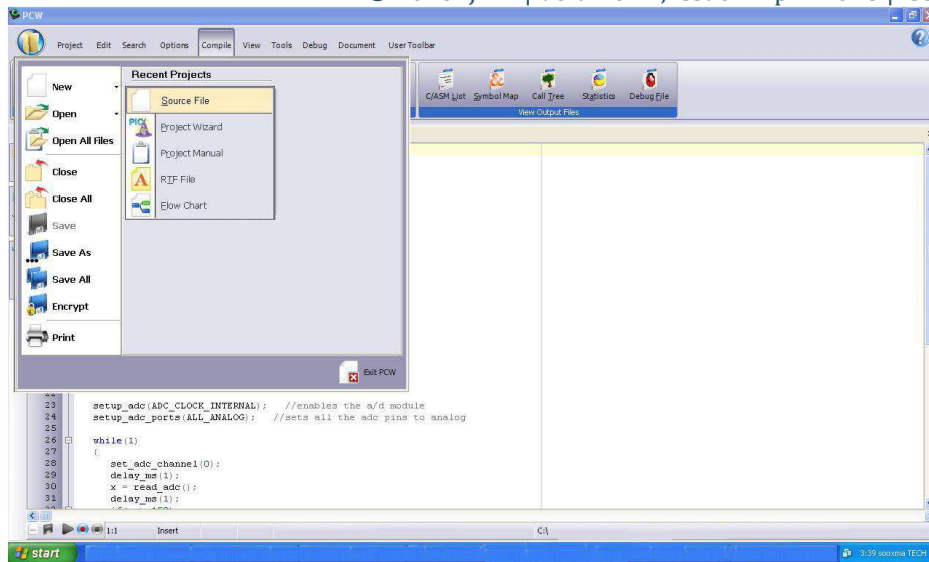 PCW
Project Edit Search Options Compile View Tools Debug Document User Toolbar
New
Open
Open All Files
Close
Close All
Save
Save As
Save All
Encrypt
Print
Recent Projects
Source File
Project Wizard
Project Manual
RTF File
Flow Chart
Exit PCW
C/ASM List Symbol Map Call Tree Statistics Debug File
View Output Files
23 setup_adc(ADC_CLOCK_INTERNAL); //enables the a/d module
24 setup_adc_ports(ALL_ANALOG); //sets all the adc pins to analog
25
26 while(1)
27 {
28 set_adc_channel(0);
29 delay_ms(1);
30 x = read_adc();
31 delay_ms(1);
1:1 Insert C:\
start 3:39 sooxma TECH